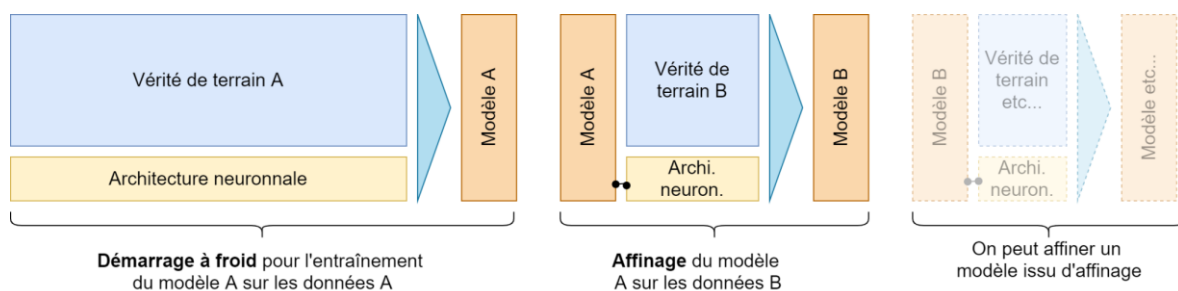 Vérité de terrain A
Architecture neuronnale
Modèle A
Démarrage à froid pour l'entraînement
du modèle A sur les données A
Modèle A
Vérité de
terrain B
Archi.
neuron.
Modèle B
Affinage du modèle
A sur les données B
Modèle B
Vérité de
terrain
etc...
Archi.
neuron.
Modèle etc...
On peut affiner un
modèle issu d'affinage